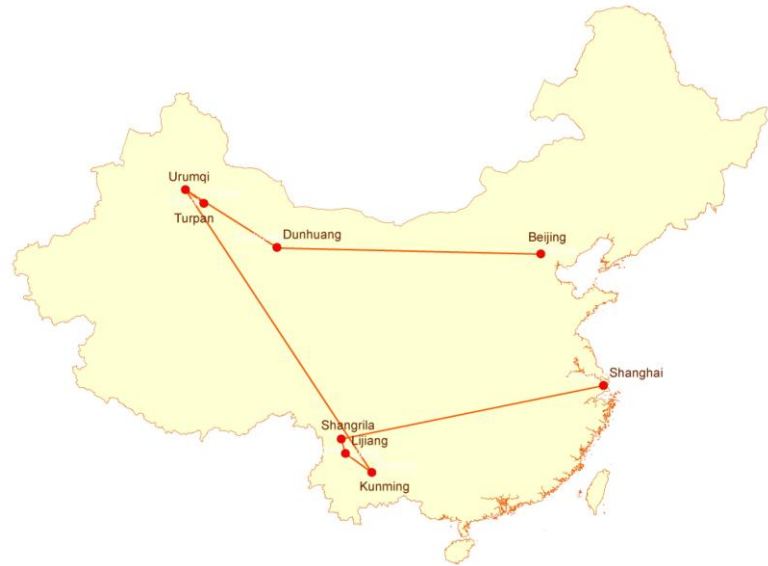 Urumqi
Turpan
Dunhuang
Beijing
Shanghai
Shangrila
Lijiang
Kunming